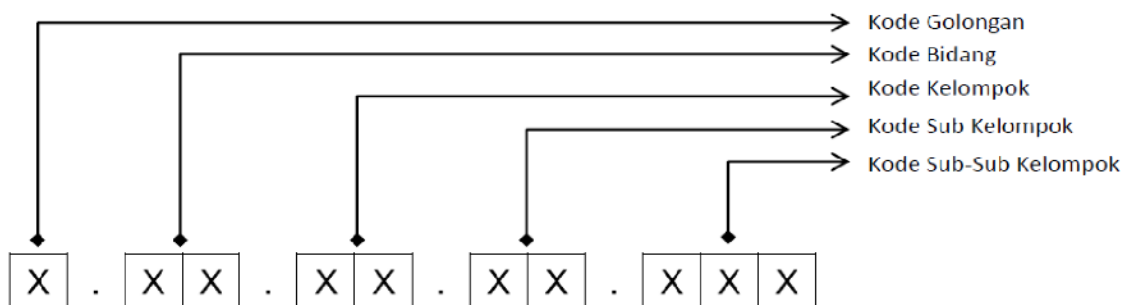 Kode Golongan
Kode Bidang
Kode Kelompok
Kode Sub Kelompok
Kode Sub-Sub Kelompok
X . X X . X X . X X . X X X